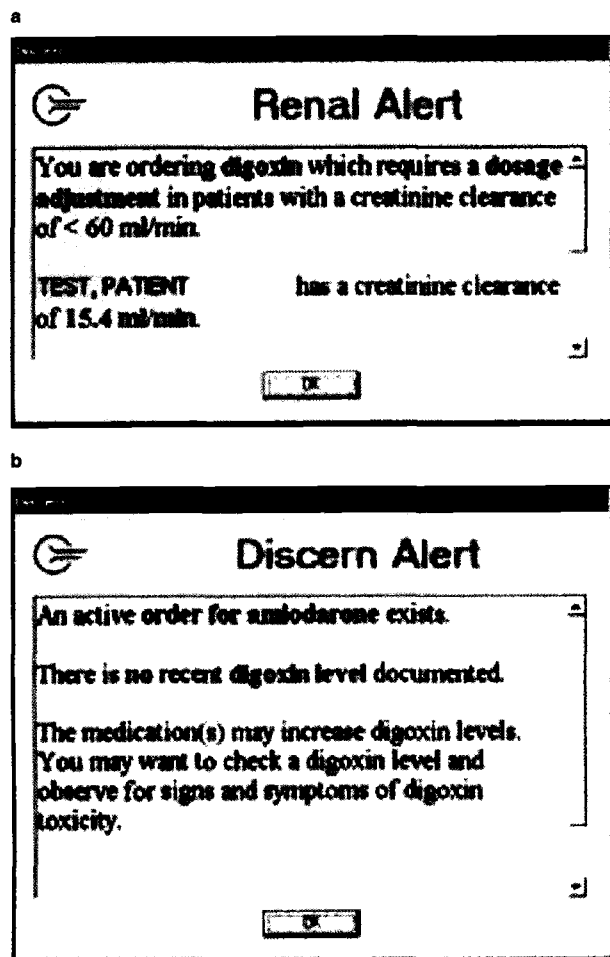 a
Renal Alert
You are ordering digoxin which requires a dosage
adjustment in patients with a creatinine clearance
of < 60 ml/min.
TEST, PATIENT has a creatinine clearance
of 15.4 ml/min.
OK
b
Discern Alert
An active order for amiodarone exists.
There is no recent digoxin level documented.
The medication(s) may increase digoxin levels.
You may want to check a digoxin level and
observe for signs and symptoms of digoxin
toxicity.
OK